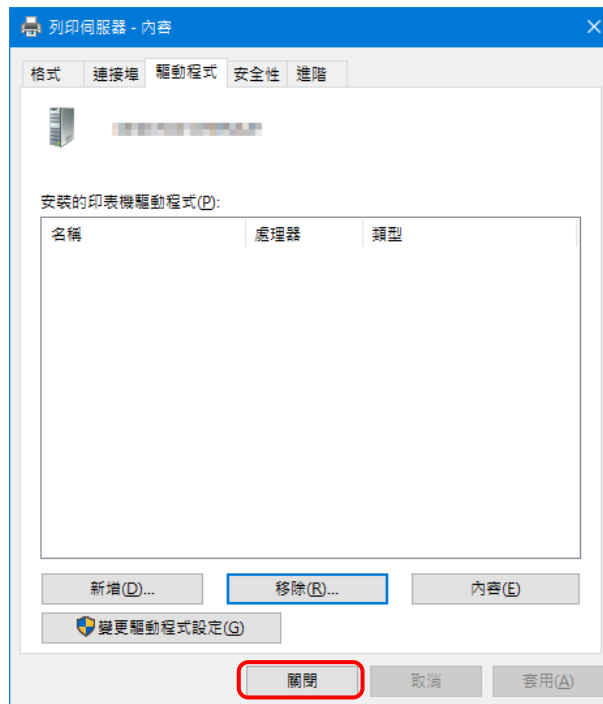 列印伺服器 - 內容
格式 連接埠 驅動程式 安全性 進階
安裝的印表機驅動程式(P):
名稱 處理器 類型
新增(D)... 移除(R)... 內容(E)
變更驅動程式設定(G)
關閉 取消 套用(A)